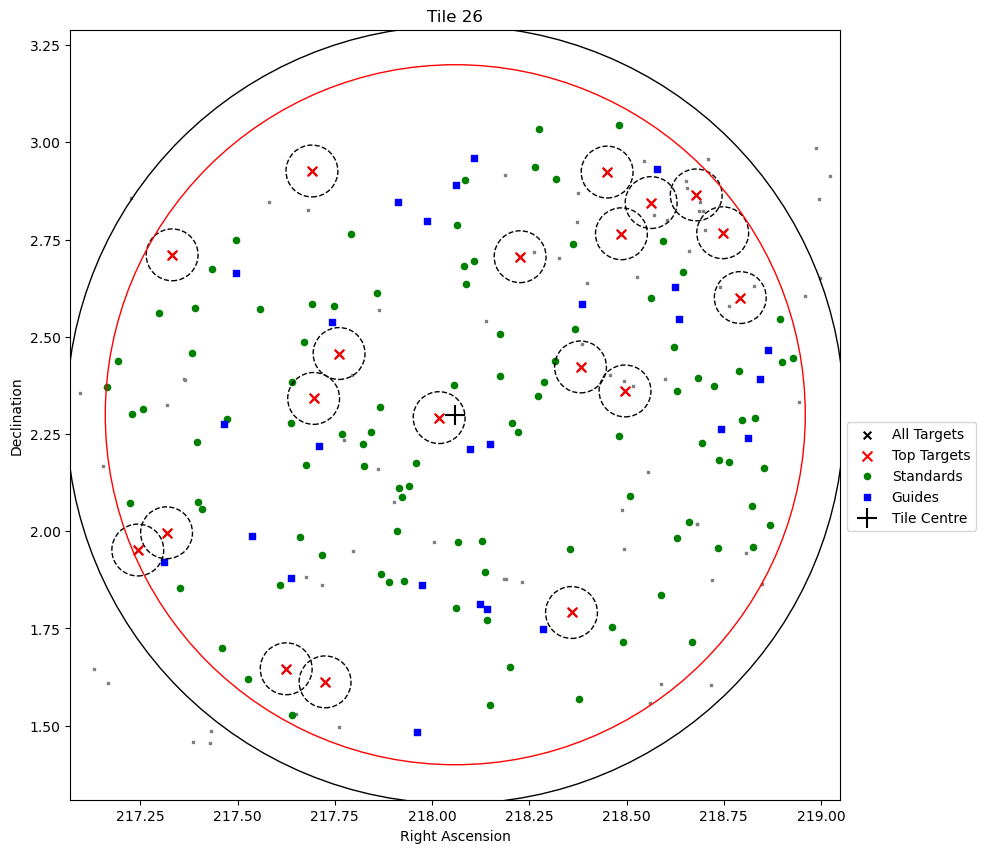 Tile 26
3.25
3.00
2.75
2.50
2.25
2.00
1.75
1.50
Declination
217.25 217.50 217.75 218.00 218.25 218.50 218.75 219.00
Right Ascension
All Targets
Top Targets
Standards
Guides
Tile Centre